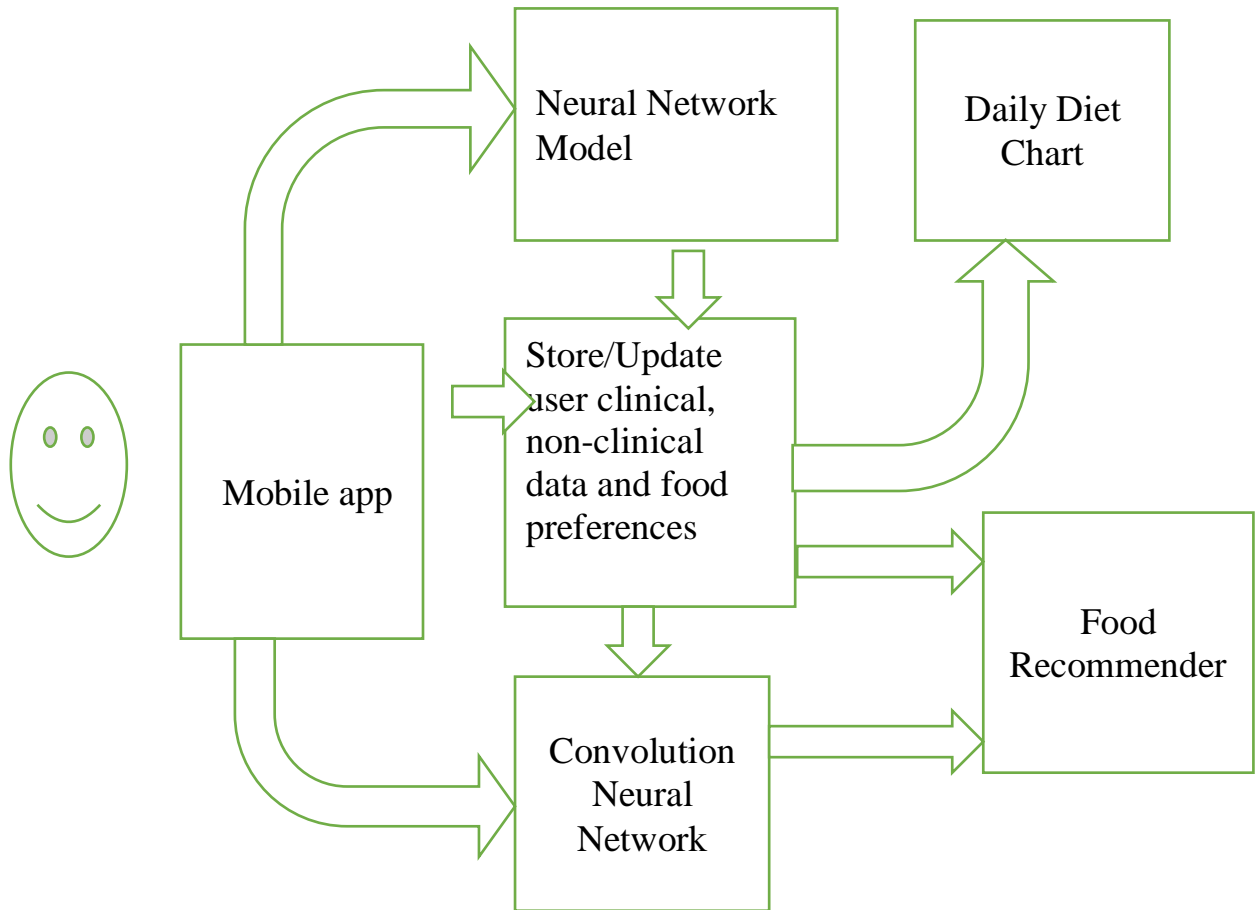 Neural Network
Model
Daily Diet
Chart
Store/Update
user clinical,
non-clinical
data and food
preferences
Mobile app
Food
Recommender
Convolution
Neural
Network